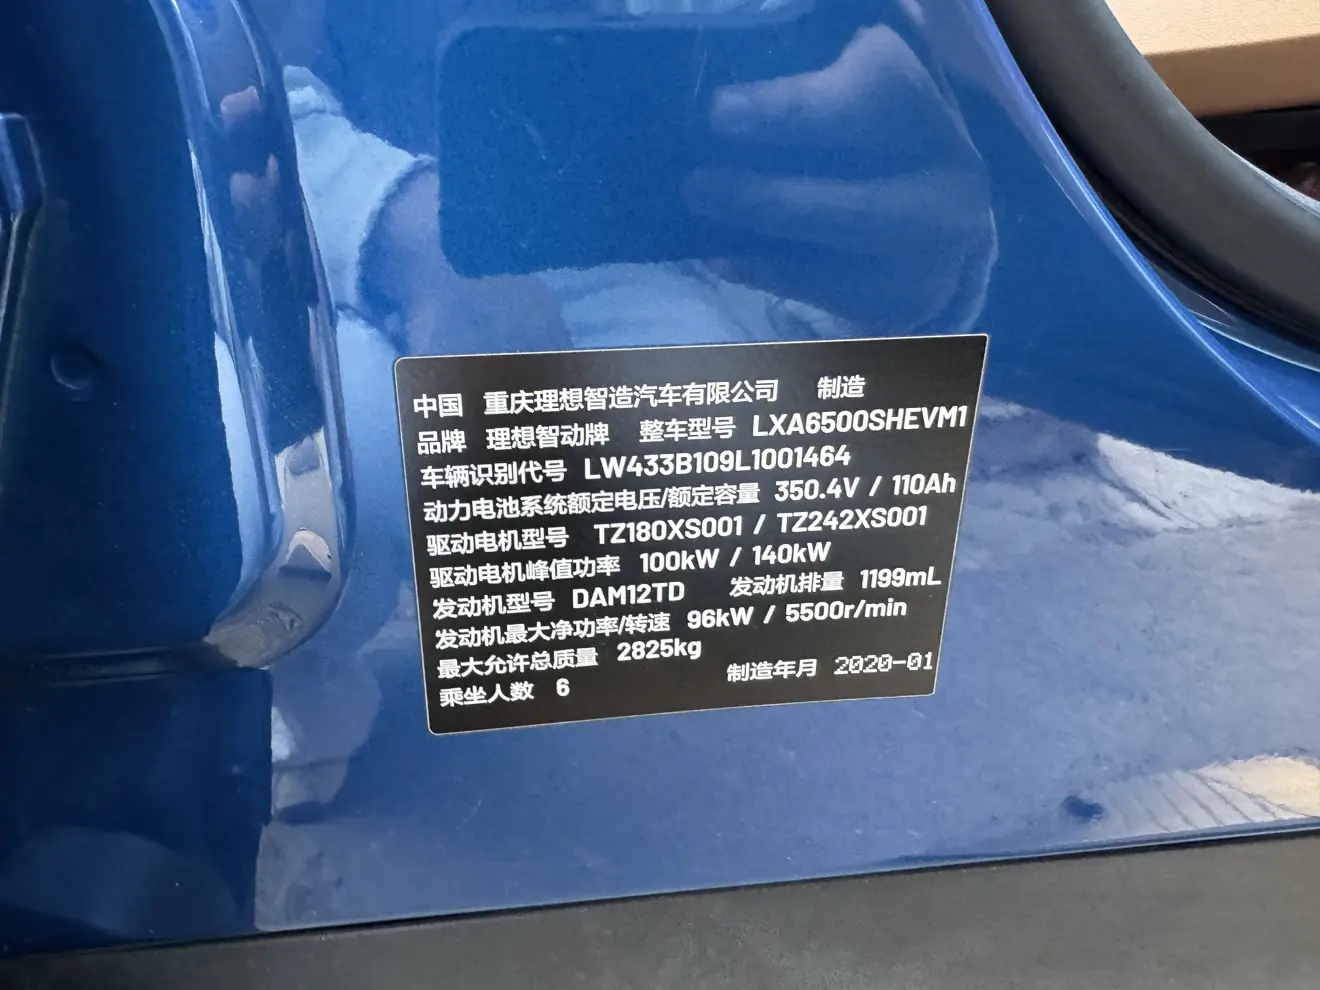 中国 重庆理想智造汽车有限公司 制造
品牌 理想智动牌 整车型号 LXA6500SHEVM1
车辆识别代号 LW433B109L1001464
动力电池系统额定电压/额定容量 350.4V / 110Ah
驱动电机型号 TZ180XS001 / TZ242XS001
驱动电机峰值功率 100kW / 140kW
发动机型号 DAM12TD 发动机排量 1199mL
发动机最大净功率/转速 96kW / 5500r/min
最大允许总质量 2825kg
乘坐人数 6 制造年月 2020-01